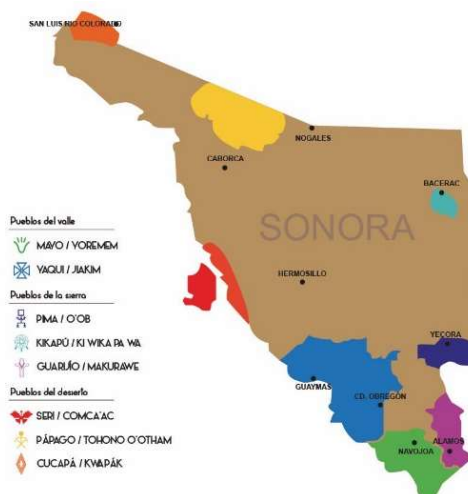 SAN LUIS RIO COLORADO
NOGALES
CABORCA
BACERAC
SONORA
HERMOSILLO
YECORA
GUAYMAS
CD. OBREGÓN
NAVOJOA
ALAMOS
Pueblos del valle
MAYO / YOREMEM
YAQUI / JIAKIM
Pueblos de la sierra
PIMA / O'OB
KIKAPÚ / KI WIKA PA WA
GUARIJÍO / MAKURAWE
Pueblos del desierto
SERI / COMCA'AC
PÁPAGO / TOHONO O'OTHAM
CUCAPÁ / KWAPÁK